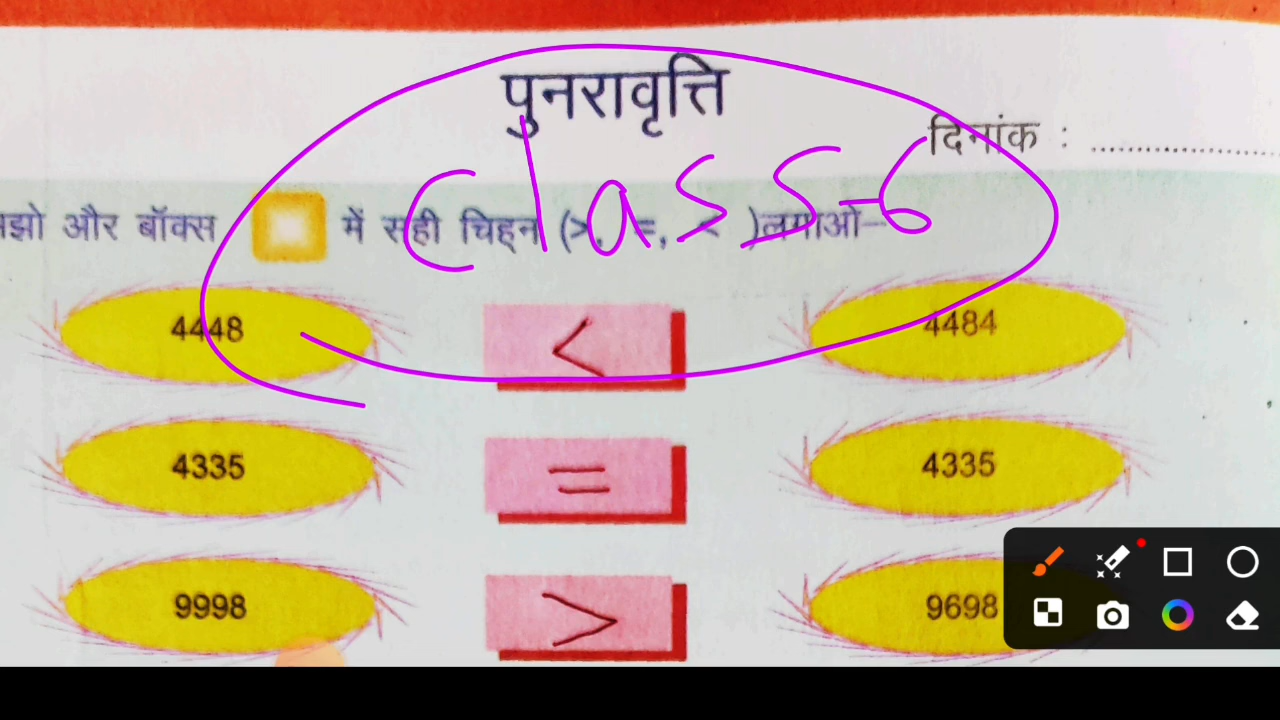 पुनरावृत्ति
दिनांक :
class-6
और बॉक्स में सही चिह्न (>, =, < )लगाओ–
4448 < 4484
4335 = 4335
9998 > 9698